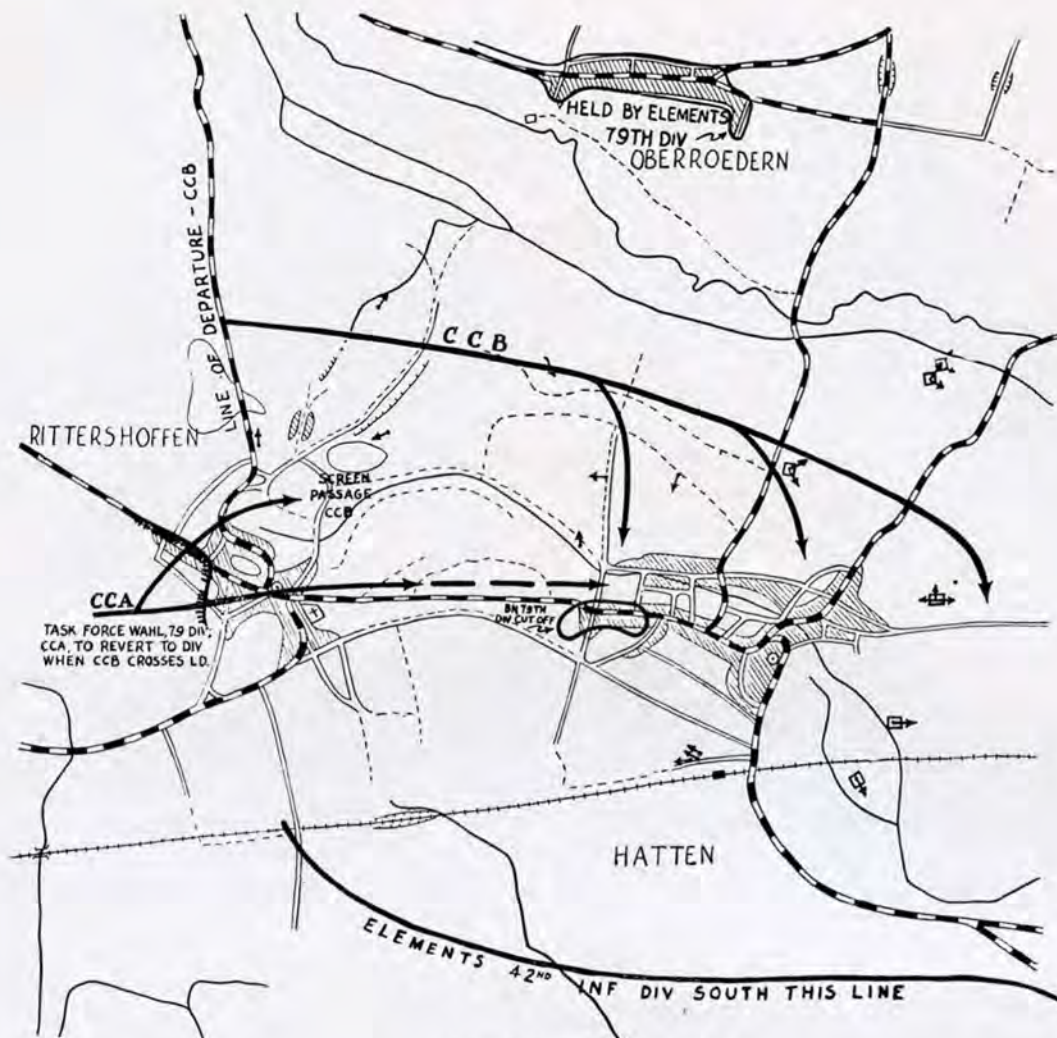 HELD BY ELEMENTS
79TH DIV
OBERROEDERN
LINE OF DEPARTURE - CCB
CCB
RITTERSHOFFEN
SCREEN
PASSAGE
CCB
CCA
TASK FORCE WAHL, 79 DIV,
CCA, TO REVERT TO DIV
WHEN CCB CROSSES LD.
BN 79TH
DIV CUT OFF
HATTEN
ELEMENTS 42ND INF DIV SOUTH THIS LINE